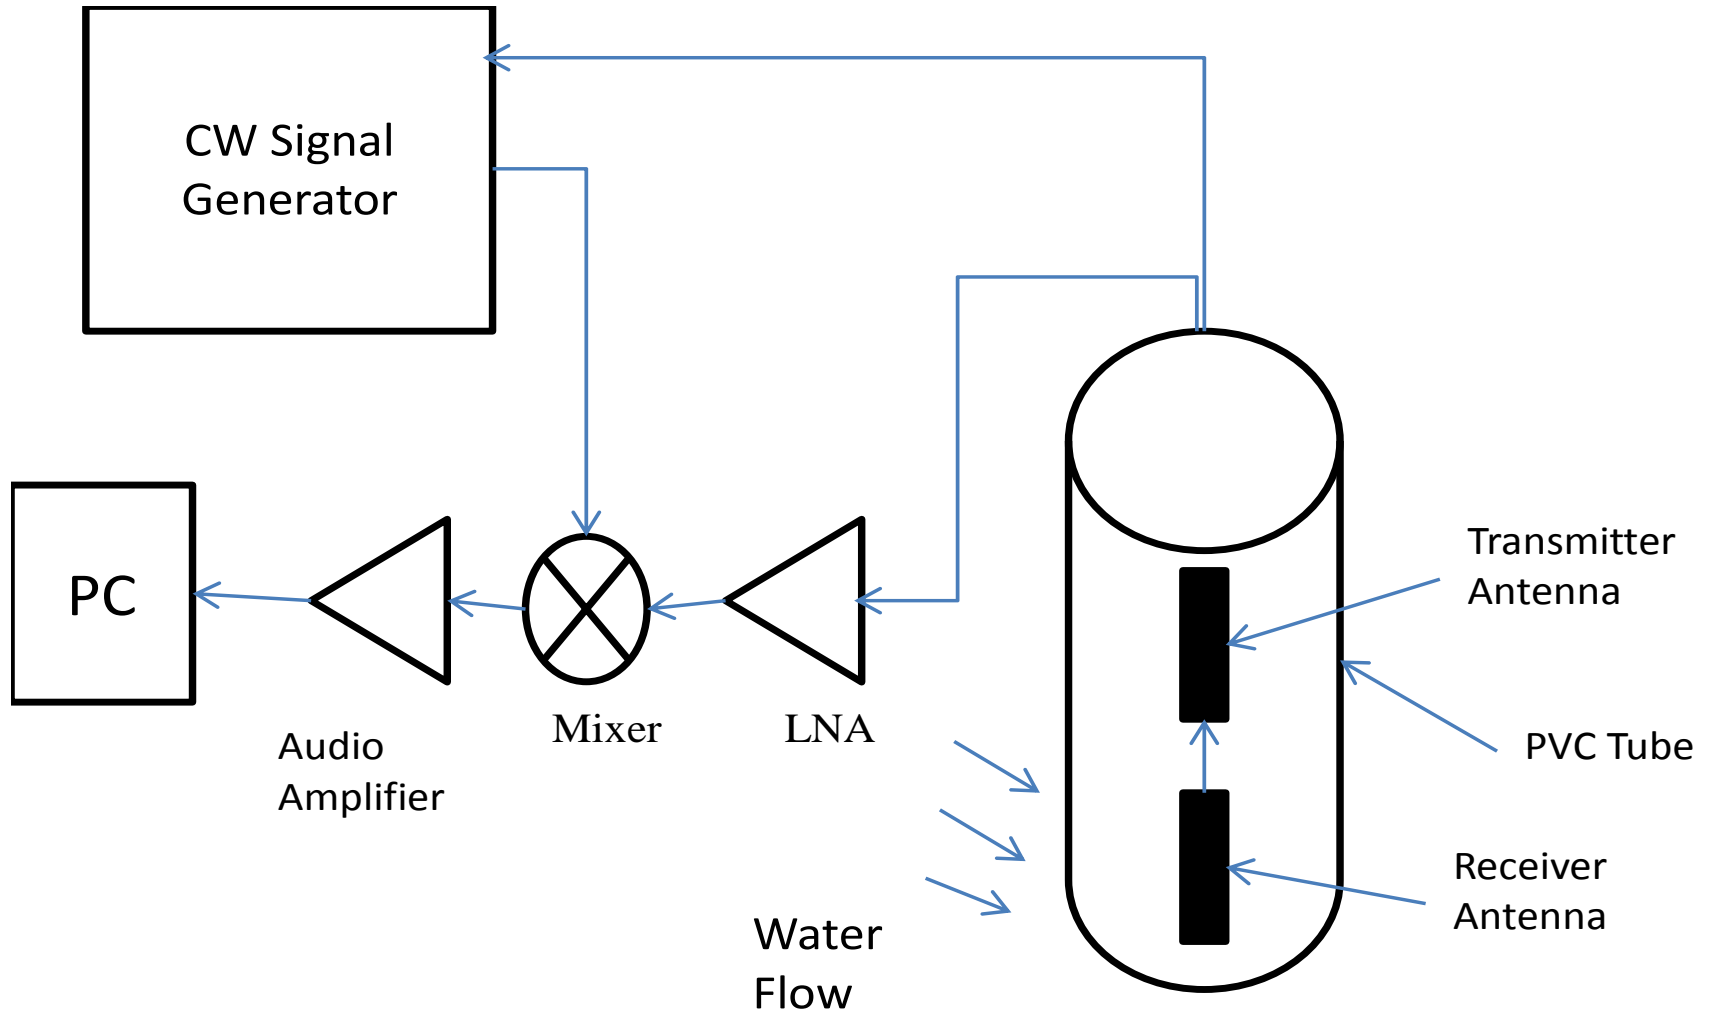 CW Signal
Generator
PC
Audio
Amplifier
Mixer
LNA
Water
Flow
Transmitter
Antenna
PVC Tube
Receiver
Antenna